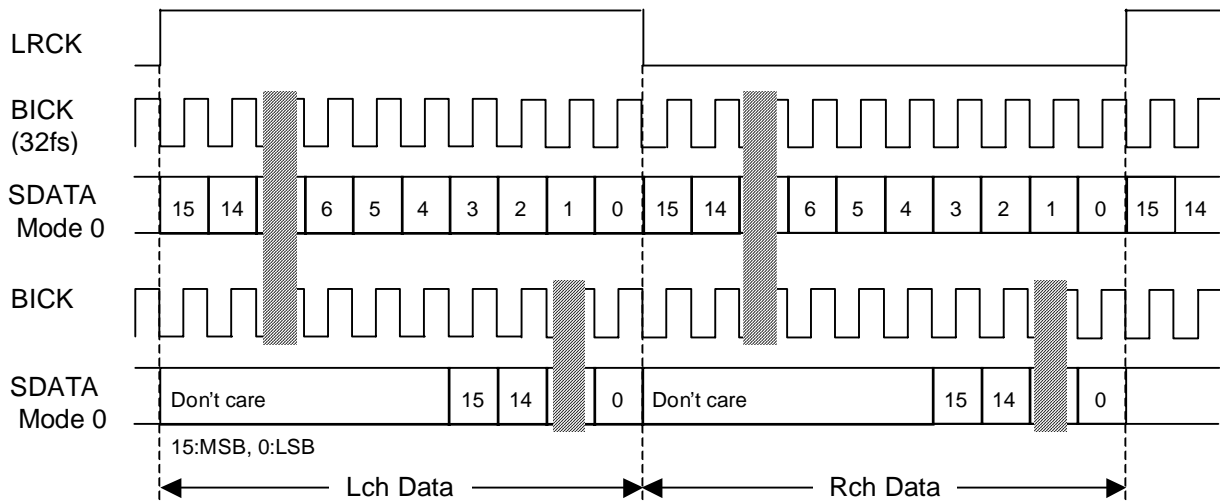 LRCK
BICK
(32fs)
SDATA
Mode 0
15 14 6 5 4 3 2 1 0 15 14 6 5 4 3 2 1 0 15 14
BICK
SDATA
Mode 0
Don't care 15 14 0 Don't care 15 14 0
15:MSB, 0:LSB
Lch Data Rch Data